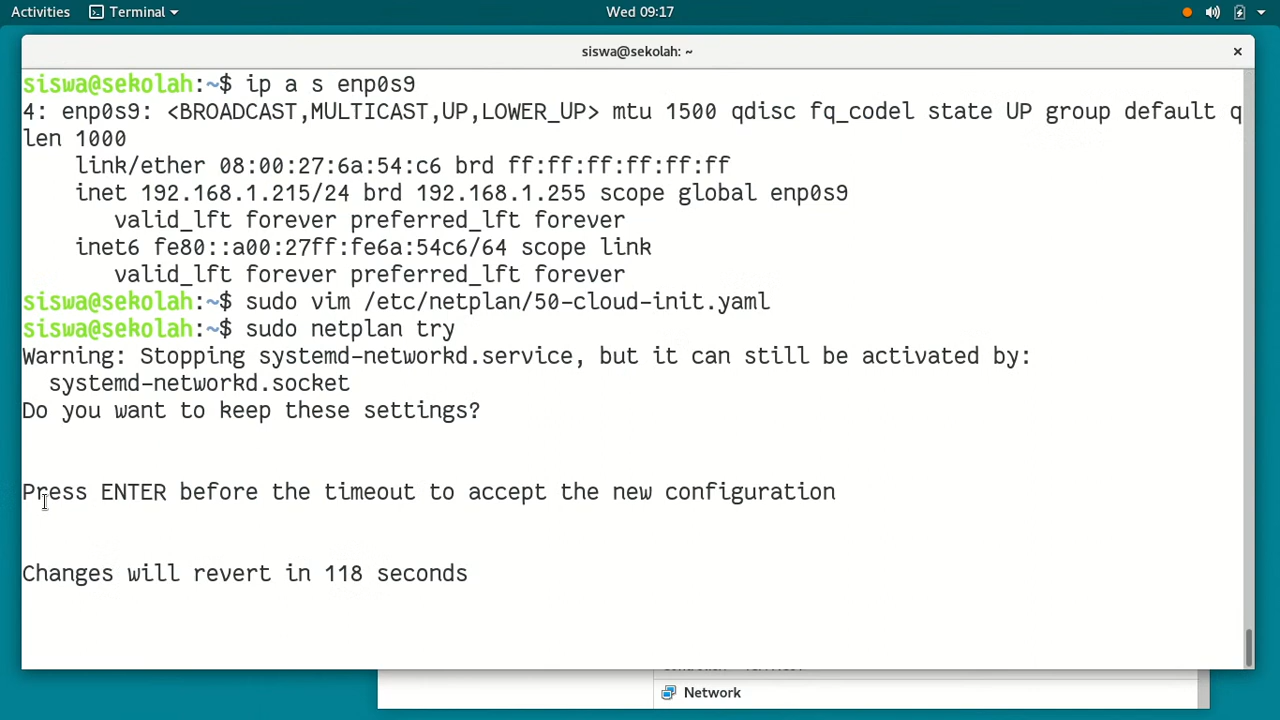 Activities Terminal Wed 09:17
siswa@sekolah: ~
siswa@sekolah:~$ ip a s enp0s9
4: enp0s9: <BROADCAST,MULTICAST,UP,LOWER_UP> mtu 1500 qdisc fq_codel state UP group default q
len 1000
link/ether 08:00:27:6a:54:c6 brd ff:ff:ff:ff:ff:ff
inet 192.168.1.215/24 brd 192.168.1.255 scope global enp0s9
valid_lft forever preferred_lft forever
inet6 fe80::a00:27ff:fe6a:54c6/64 scope link
valid_lft forever preferred_lft forever
siswa@sekolah:~$ sudo vim /etc/netplan/50-cloud-init.yaml
siswa@sekolah:~$ sudo netplan try
Warning: Stopping systemd-networkd.service, but it can still be activated by:
systemd-networkd.socket
Do you want to keep these settings?
Press ENTER before the timeout to accept the new configuration
Changes will revert in 118 seconds
Network